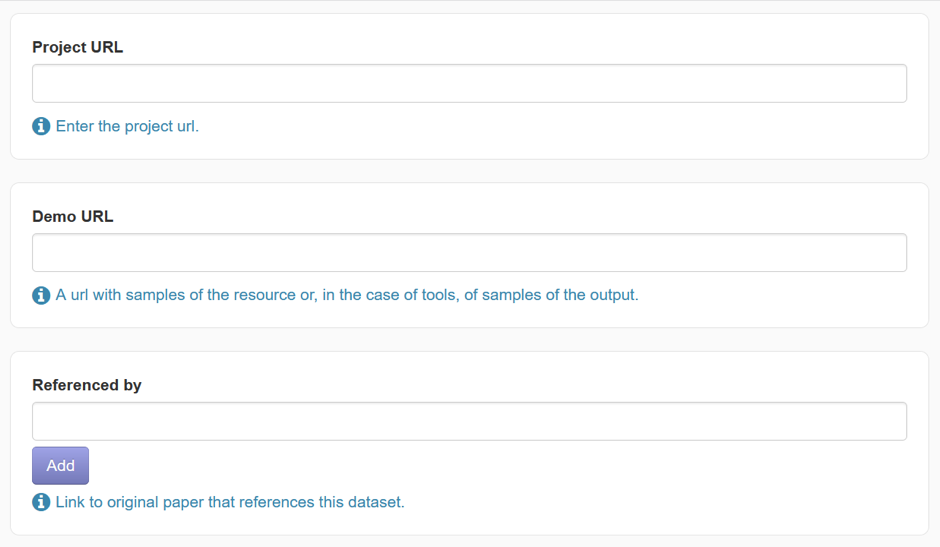 Project URL
Enter the project url.
Demo URL
A url with samples of the resource or, in the case of tools, of samples of the output.
Referenced by
Add
Link to original paper that references this dataset.